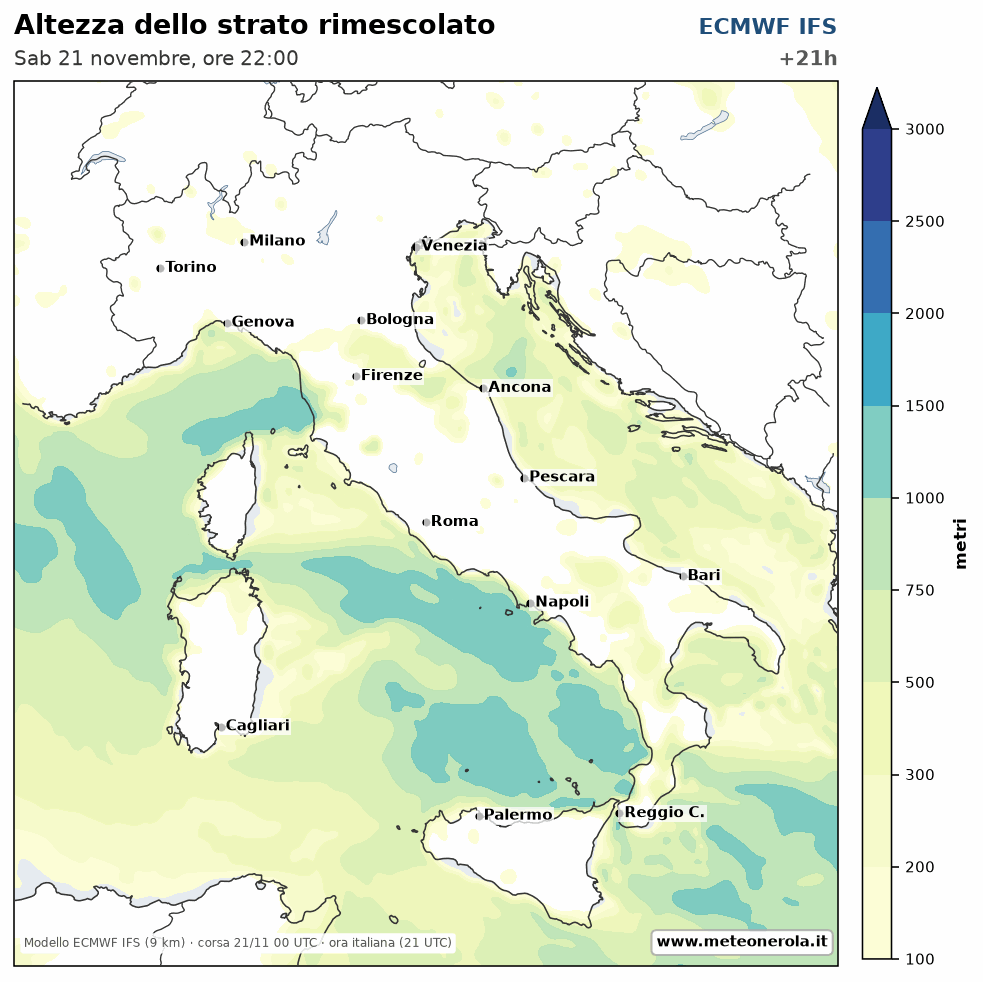 Altezza dello strato rimescolato
ECMWF IFS
Sab 21 novembre, ore 22:00
+21h
Milano
Venezia
Torino
Genova
Bologna
Firenze
Ancona
Pescara
Roma
Bari
Napoli
Cagliari
Palermo
Reggio C.
3000
2500
2000
1500
1000
750
500
300
200
100
metri
Modello ECMWF IFS (9 km) · corsa 21/11 00 UTC · ora italiana (21 UTC)
www.meteonerola.it